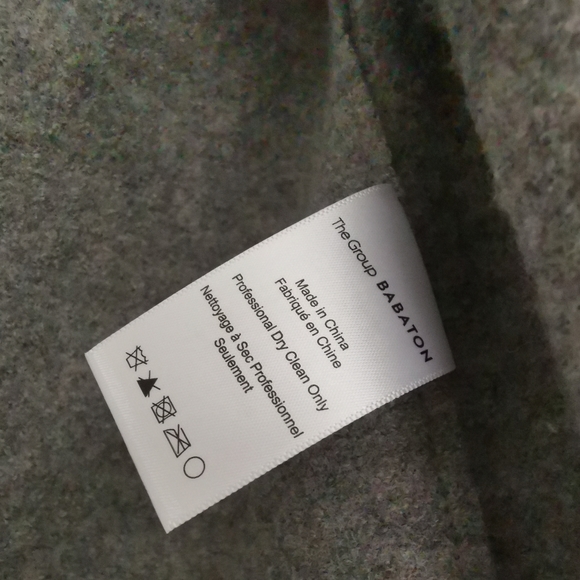 The Group BABATON
Made in China
Fabriqué en Chine
Professional Dry Clean Only
Nettoyage à Sec Professionnel
Seulement